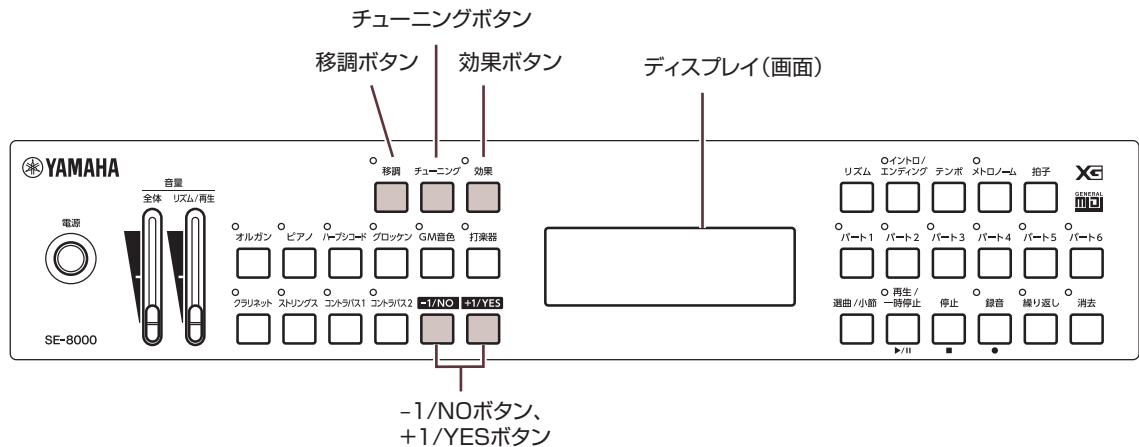 チューニングボタン
移調ボタン
効果ボタン
ディスプレイ（画面）
YAMAHA
移調
チューニング
効果
リズム
イントロ/
エンディング
テンポ
メトロノーム
拍子
XG
GENERAL
MIDI
音量
全体
リズム/再生
電源
オルガン
ピアノ
ハープシコード
グロッケン
GM音色
打楽器
パート1
パート2
パート3
パート4
パート5
パート6
クラリネット
ストリングス
コントラバス1
コントラバス2
-1/NO
+1/YES
選曲/小節
再生/
一時停止
停止
録音
繰り返し
消去
SE-8000
▶/II
■
●
–1/NOボタン、
+1/YESボタン